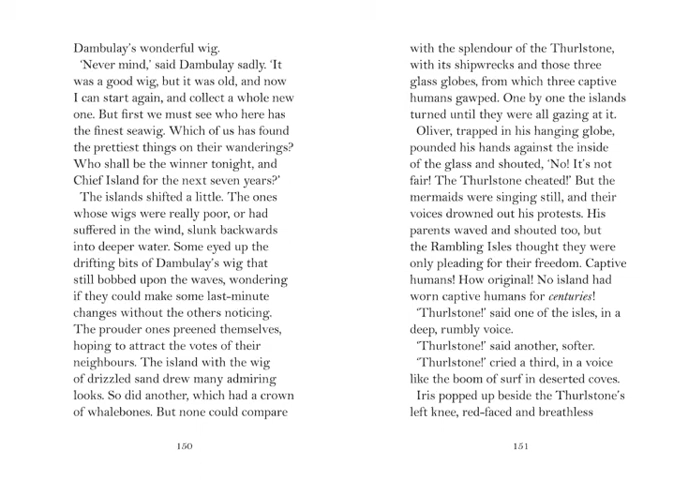 Dambulay's wonderful wig.
'Never mind,' said Dambulay sadly. 'It
was a good wig, but it was old, and now
I can start again, and collect a whole new
one. But first we must see who here has
the finest seawig. Which of us has found
the prettiest things on their wanderings?
Who shall be the winner tonight, and
Chief Island for the next seven years?'
The islands shifted a little. The ones
whose wigs were really poor, or had
suffered in the wind, slunk backwards
into deeper water. Some eyed up the
drifting bits of Dambulay's wig that
still bobbed upon the waves, wondering
if they could make some last-minute
changes without the others noticing.
The prouder ones preened themselves,
hoping to attract the votes of their
neighbours. The island with the wig
of drizzled sand drew many admiring
looks. So did another, which had a crown
of whalebones. But none could compare
150
with the splendour of the Thurlstone,
with its shipwrecks and those three
glass globes, from which three captive
humans gawped. One by one the islands
turned until they were all gazing at it.
Oliver, trapped in his hanging globe,
pounded his hands against the inside
of the glass and shouted, 'No! It's not
fair! The Thurlstone cheated!' But the
mermaids were singing still, and their
voices drowned out his protests. His
parents waved and shouted too, but
the Rambling Isles thought they were
only pleading for their freedom. Captive
humans! How original! No island had
worn captive humans for centuries!
'Thurlstone!' said one of the isles, in a
deep, rumbly voice.
'Thurlstone!' said another, softer.
'Thurlstone!' cried a third, in a voice
like the boom of surf in deserted coves.
Iris popped up beside the Thurlstone's
left knee, red-faced and breathless
151